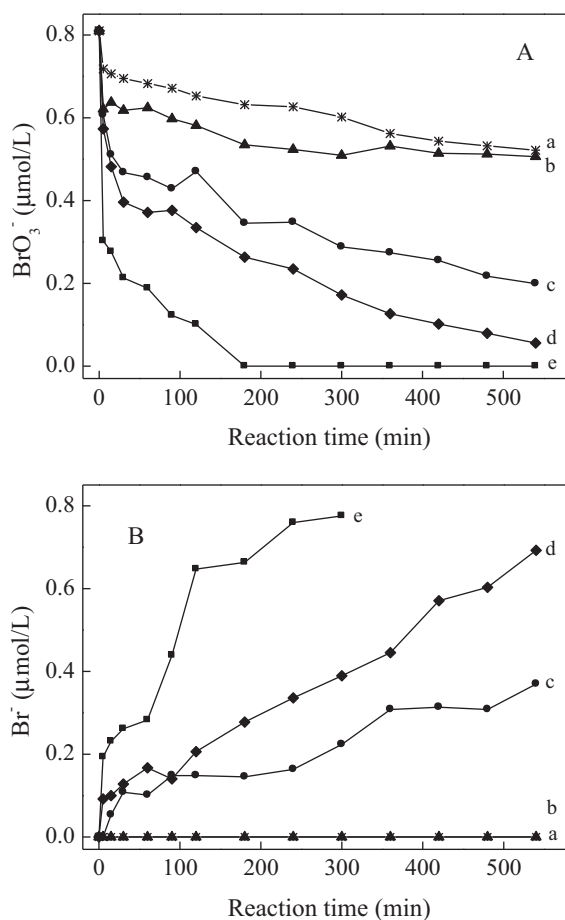 A
0.8
0.6
0.4
0.2
0.0
BrO₃⁻ (μmol/L)
a
b
c
d
e
0 100 200 300 400 500
Reaction time (min)
B
0.8
0.6
0.4
0.2
0.0
Br⁻ (μmol/L)
e
d
c
b
a
0 100 200 300 400 500
Reaction time (min)